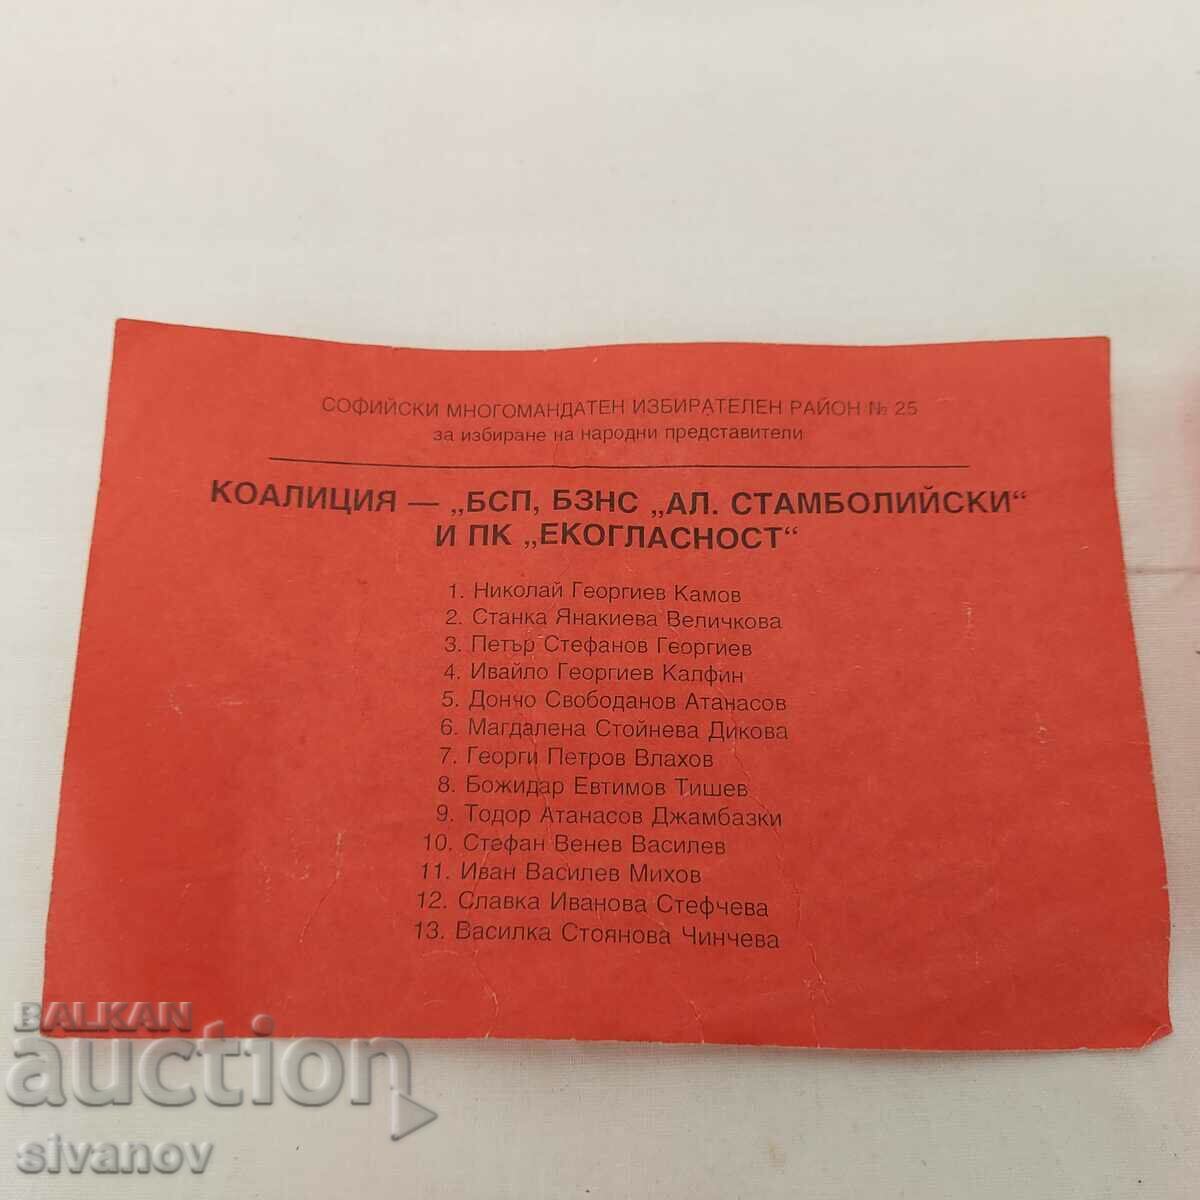 СОФИЙСКИ МНОГОМАНДАТЕН ИЗБИРАТЕЛЕН РАЙОН № 25
за избиране на народни представители
КОАЛИЦИЯ — „БСП, БЗНС „АЛ. СТАМБОЛИЙСКИ“
И ПК „ЕКОГЛАСНОСТ“
1. Николай Георгиев Камов
2. Станка Янакиева Величкова
3. Петър Стефанов Георгиев
4. Ивайло Георгиев Калфин
5. Дончо Свободанов Атанасов
6. Магдалена Стойнева Дикова
7. Георги Петров Влахов
8. Божидар Евтимов Тишев
9. Тодор Атанасов Джамбазки
10. Стефан Венев Василев
11. Иван Василев Михов
12. Славка Иванова Стефчева
13. Василка Стоянова Чинчева
BALKAN
auction
sivanov